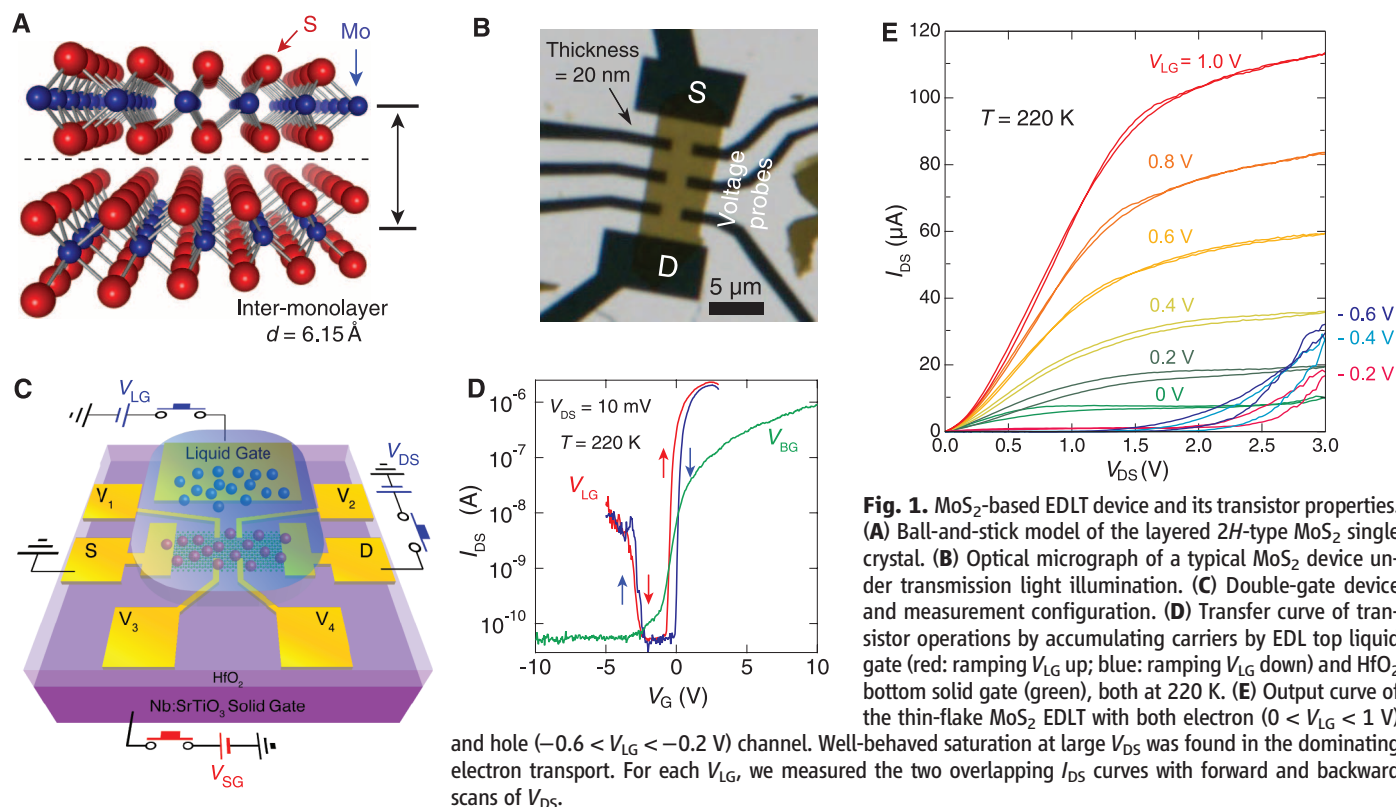 A
S
Mo
Inter-monolayer
d = 6.15 Å
B
Thickness
= 20 nm
S
Voltage
probes
D
5 µm
C
V_LG
Liquid Gate
V_DS
V_1
V_2
S
D
V_3
V_4
HfO_2
Nb:SrTiO_3 Solid Gate
V_SG
D
V_DS = 10 mV
T = 220 K
V_BG
V_LG
10^-6
10^-7
10^-8
10^-9
10^-10
I_DS (A)
-10
-5
0
5
10
V_G (V)
E
V_LG = 1.0 V
T = 220 K
0.8 V
0.6 V
0.4 V
0.2 V
0 V
- 0.6 V
- 0.4 V
- 0.2 V
120
100
80
60
40
20
0
I_DS (µA)
0.0
0.5
1.0
1.5
2.0
2.5
3.0
V_DS (V)
Fig. 1. MoS_2-based EDLT device and its transistor properties.
(A) Ball-and-stick model of the layered 2H-type MoS_2 single
crystal. (B) Optical micrograph of a typical MoS_2 device un-
der transmission light illumination. (C) Double-gate device
and measurement configuration. (D) Transfer curve of tran-
sistor operations by accumulating carriers by EDL top liquid
gate (red: ramping V_LG up; blue: ramping V_LG down) and HfO_2
bottom solid gate (green), both at 220 K. (E) Output curve of
the thin-flake MoS_2 EDLT with both electron (0 < V_LG < 1 V)
and hole (−0.6 < V_LG < −0.2 V) channel. Well-behaved saturation at large V_DS was found in the dominating
electron transport. For each V_LG, we measured the two overlapping I_DS curves with forward and backward
scans of V_DS.